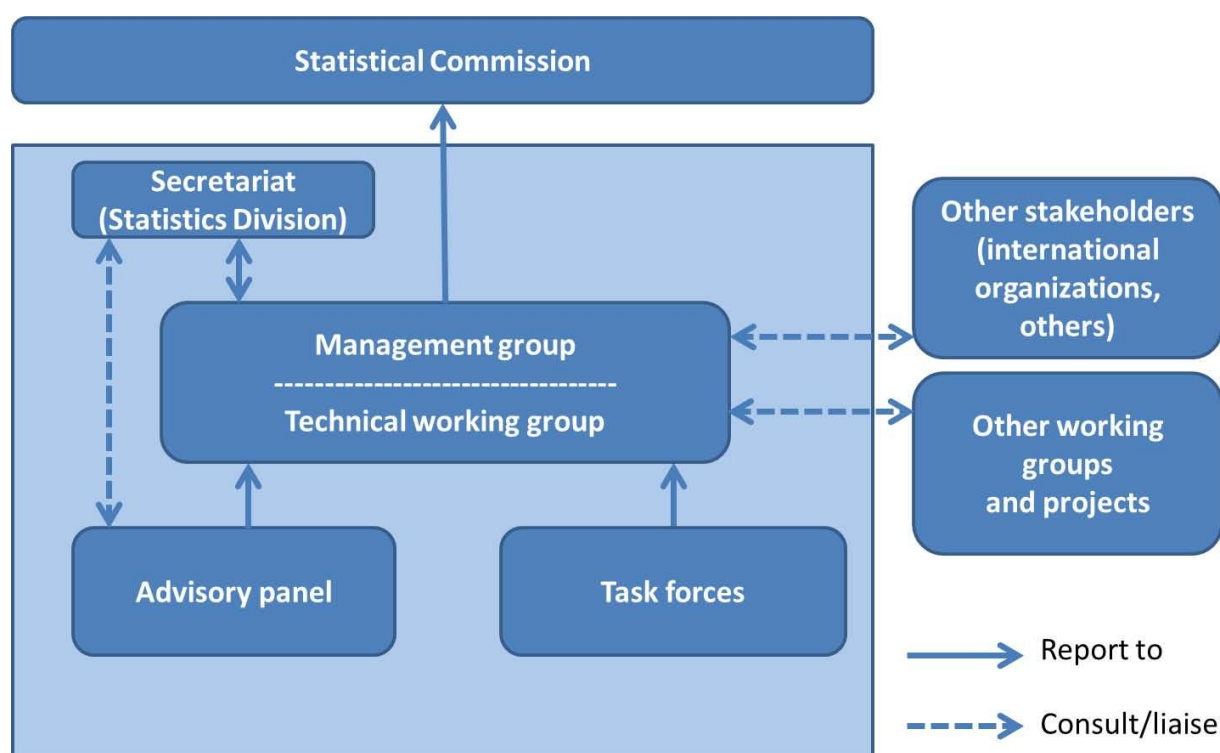 Statistical Commission
Secretariat
(Statistics Division)
Other stakeholders
(international
organizations,
others)
Management group
-----------------------------------
Technical working group
Other working
groups
and projects
Advisory panel
Task forces
Report to
Consult/liaise